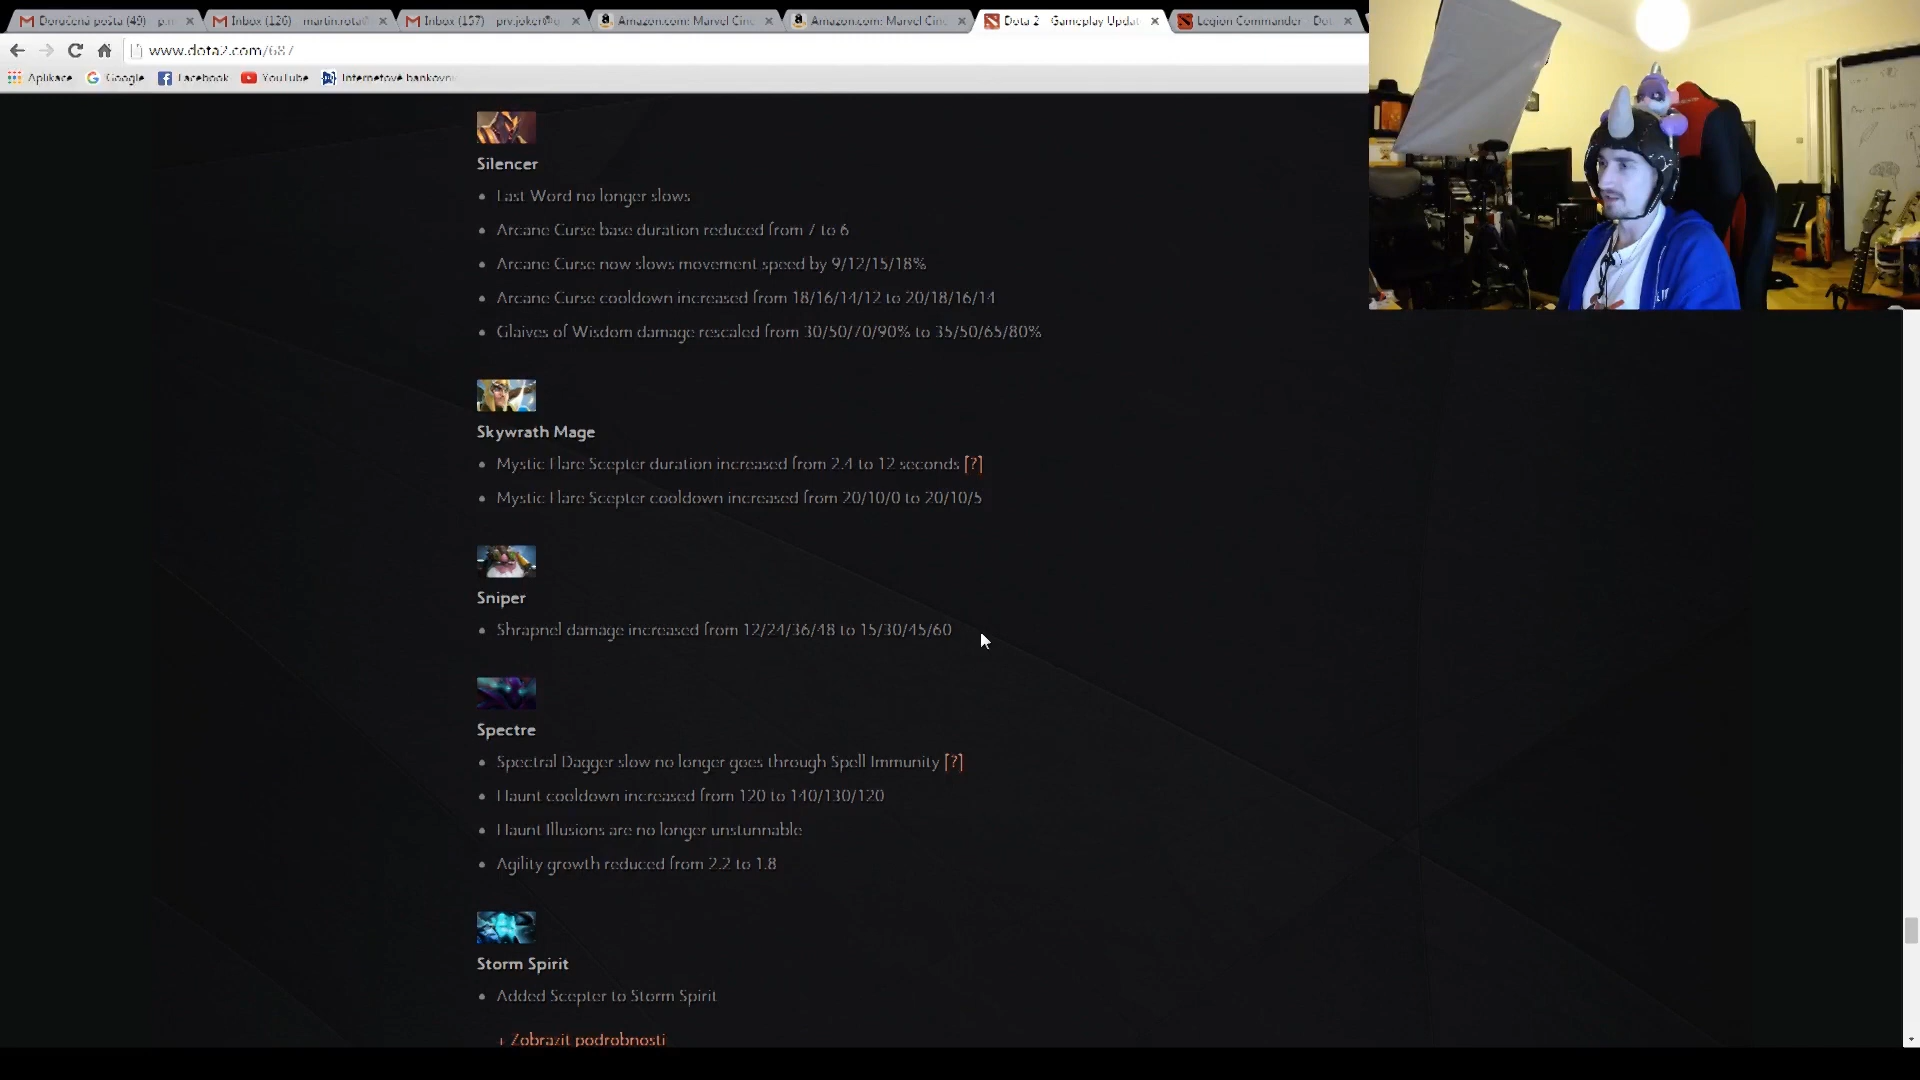 Doručená pošta (49)
Inbox (126)
Inbox (157)
Amazon.com: Marvel Cine
Amazon.com: Marvel Cine
Dota 2 - Gameplay Updat
Legion Commander - Dot
www.dota2.com/687
Aplikace Google Facebook YouTube Internetové bankovn
Silencer
• Last Word no longer slows
• Arcane Curse base duration reduced from 7 to 6
• Arcane Curse now slows movement speed by 9/12/15/18%
• Arcane Curse cooldown increased from 18/16/14/12 to 20/18/16/14
• Glaives of Wisdom damage rescaled from 30/50/70/90% to 35/50/65/80%
Skywrath Mage
• Mystic Flare Scepter duration increased from 2.4 to 12 seconds [?]
• Mystic Flare Scepter cooldown increased from 20/10/0 to 20/10/5
Sniper
• Shrapnel damage increased from 12/24/36/48 to 15/30/45/60
Spectre
• Spectral Dagger slow no longer goes through Spell Immunity [?]
• Haunt cooldown increased from 120 to 140/130/120
• Haunt Illusions are no longer unstunnable
• Agility growth reduced from 2.2 to 1.8
Storm Spirit
• Added Scepter to Storm Spirit
+ Zobrazit podrobnosti